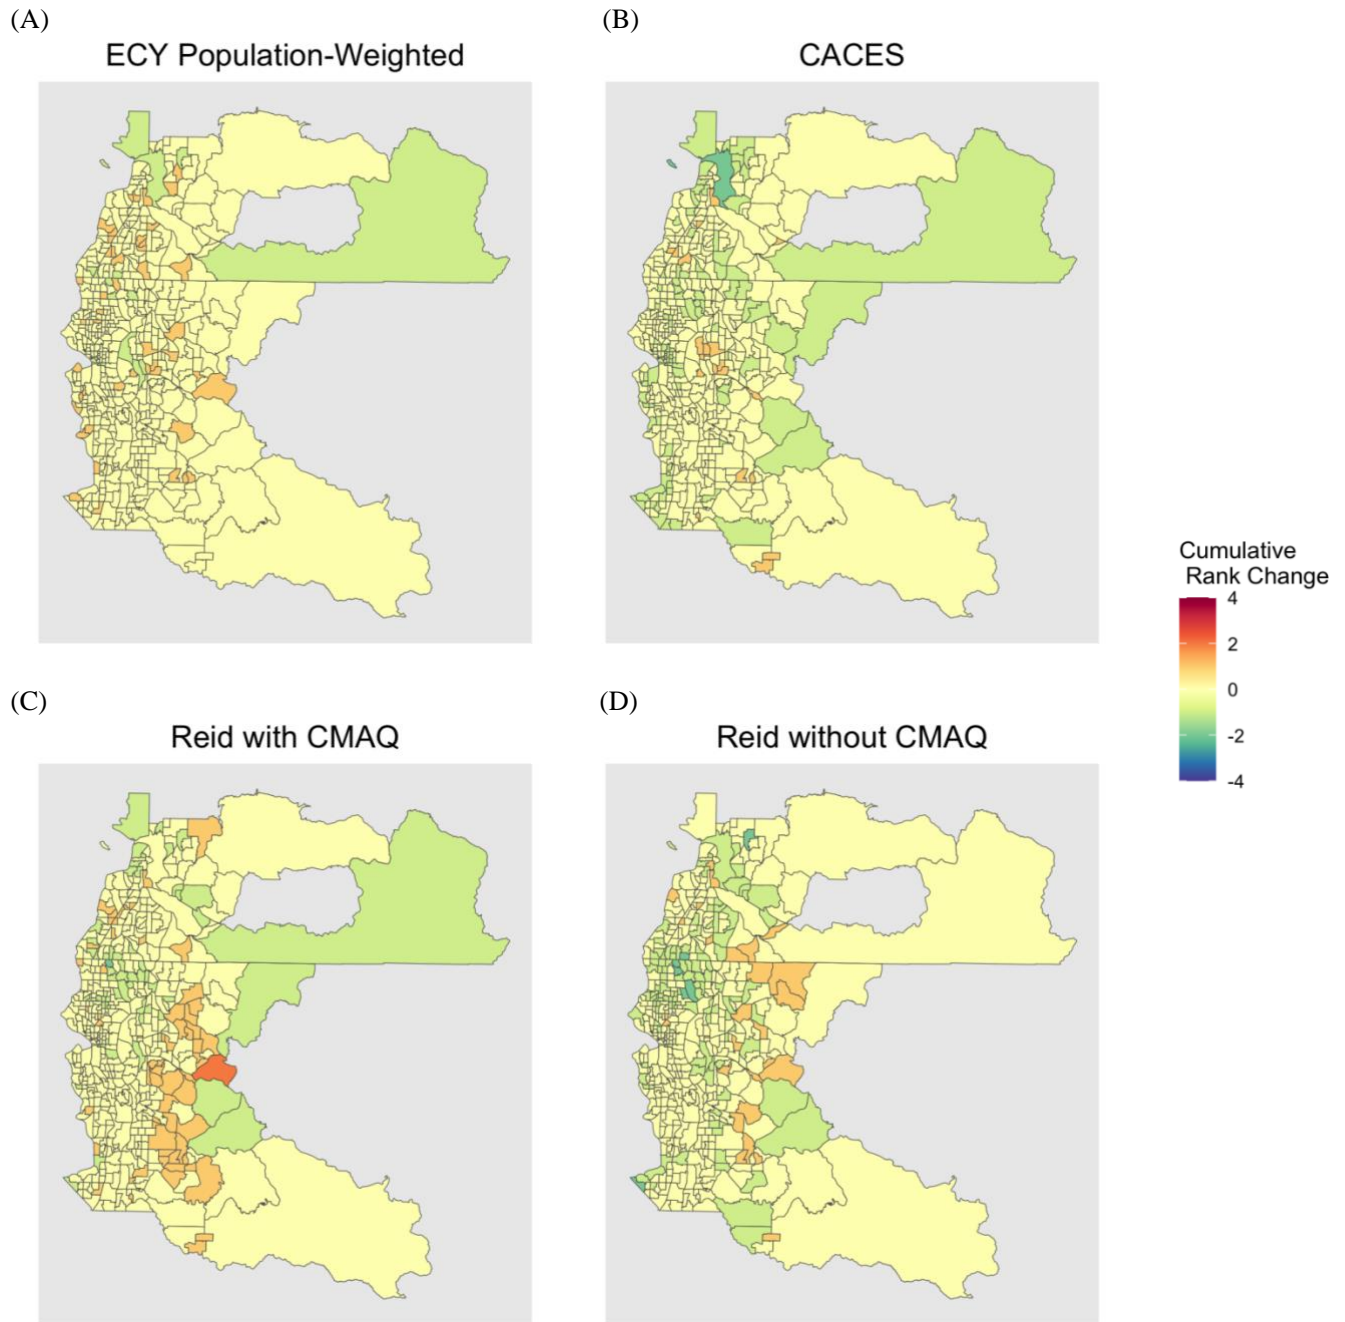 (A)
(B)
ECY Population-Weighted
CACES
Cumulative
Rank Change
4
2
0
-2
-4
(C)
(D)
Reid with CMAQ
Reid without CMAQ